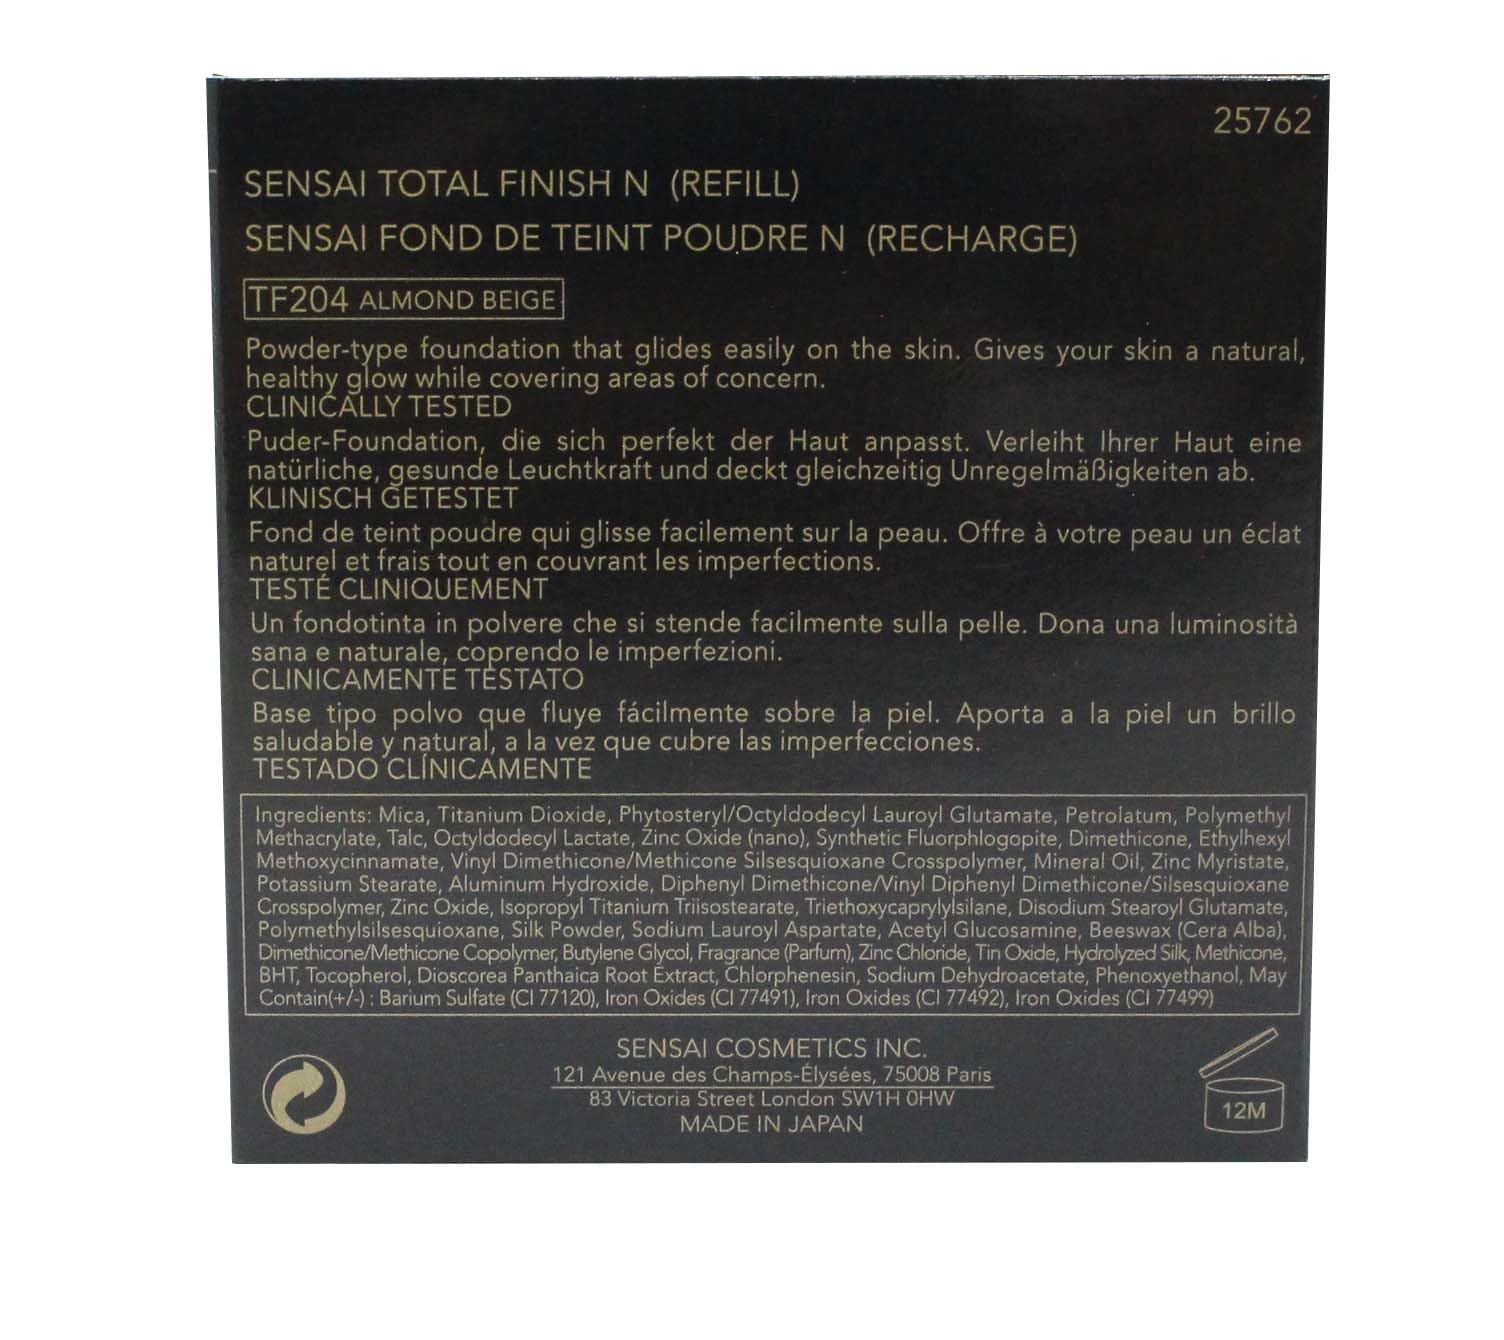 25762
SENSAI TOTAL FINISH N (REFILL)
SENSAI FOND DE TEINT POUDRE N (RECHARGE)
TF204 ALMOND BEIGE
Powder-type foundation that glides easily on the skin. Gives your skin a natural,
healthy glow while covering areas of concern.
CLINICALLY TESTED
Puder-Foundation, die sich perfekt der Haut anpasst. Verleiht Ihrer Haut eine
natürliche, gesunde Leuchtkraft und deckt gleichzeitig Unregelmäßigkeiten ab.
KLINISCH GETESTET
Fond de teint poudre qui glisse facilement sur la peau. Offre à votre peau un éclat
naturel et frais tout en couvrant les imperfections.
TESTÉ CLINIQUEMENT
Un fondotinta in polvere che si stende facilmente sulla pelle. Dona una luminosità
sana e naturale, coprendo le imperfezioni.
CLINICAMENTE TESTATO
Base tipo polvo que fluye fácilmente sobre la piel. Aporta a la piel un brillo
saludable y natural, a la vez que cubre las imperfecciones.
TESTADO CLÍNICAMENTE
Ingredients: Mica, Titanium Dioxide, Phytosteryl/Octyldodecyl Lauroyl Glutamate, Petrolatum, Polymethyl
Methacrylate, Talc, Octyldodecyl Lactate, Zinc Oxide (nano), Synthetic Fluorphlogopite, Dimethicone, Ethylhexyl
Methoxycinnamate, Vinyl Dimethicone/Methicone Silsesquioxane Crosspolymer, Mineral Oil, Zinc Myristate,
Potassium Stearate, Aluminum Hydroxide, Diphenyl Dimethicone/Vinyl Diphenyl Dimethicone/Silsesquioxane
Crosspolymer, Zinc Oxide, Isopropyl Titanium Triisostearate, Triethoxycaprylylsilane, Disodium Stearoyl Glutamate,
Polymethylsilsesquioxane, Silk Powder, Sodium Lauroyl Aspartate, Acetyl Glucosamine, Beeswax (Cera Alba),
Dimethicone/Methicone Copolymer, Butylene Glycol, Fragrance (Parfum), Zinc Chloride, Tin Oxide, Hydrolyzed Silk, Methicone,
BHT, Tocopherol, Dioscorea Panthaica Root Extract, Chlorphenesin, Sodium Dehydroacetate, Phenoxyethanol, May
Contain(+/-) : Barium Sulfate (CI 77120), Iron Oxides (CI 77491), Iron Oxides (CI 77492), Iron Oxides (CI 77499)
SENSAI COSMETICS INC.
121 Avenue des Champs-Élysées, 75008 Paris
83 Victoria Street London SW1H 0HW
MADE IN JAPAN
12M